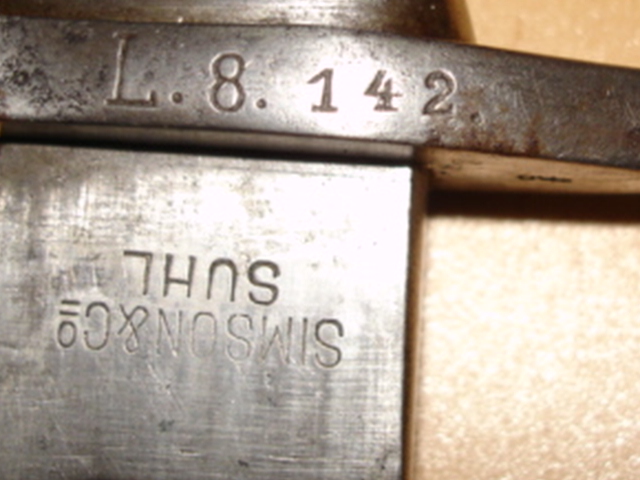 L. 8. 142
SIMSON & Cº
SUHL